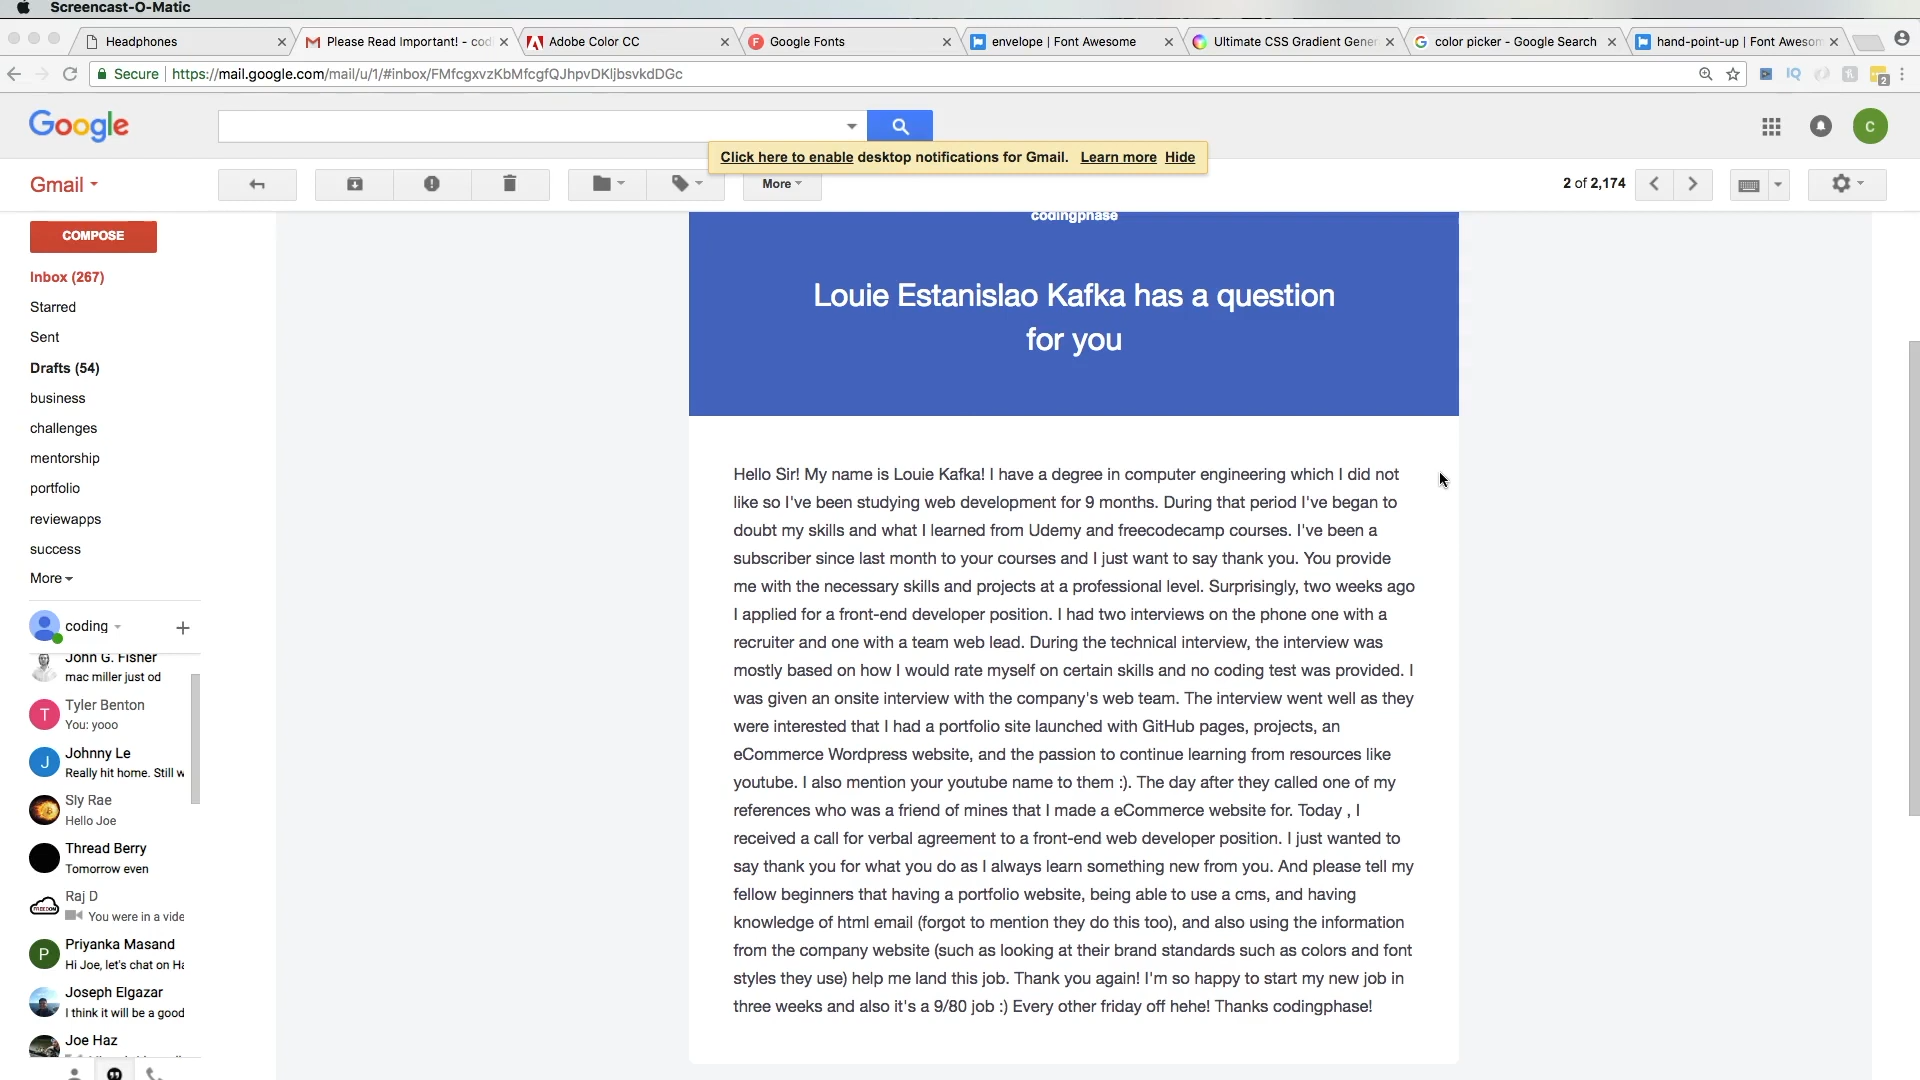 Screencast-O-Matic
Headphones
Please Read Important! - codi
Adobe Color CC
Google Fonts
envelope | Font Awesome
Ultimate CSS Gradient Gener
color picker - Google Search
hand-point-up | Font Awesom
Secure
https://mail.google.com/mail/u/1/#inbox/FMfcgxvzKbMfcgfQJhpvDKljbsvkdDGc
2
Google
C
Click here to enable desktop notifications for Gmail. Learn more Hide
Gmail
More
2 of 2,174
COMPOSE
Inbox (267)
Starred
Sent
Drafts (54)
business
challenges
mentorship
portfolio
reviewapps
success
More
coding
John G. Fisher
mac miller just od
T
Tyler Benton
You: yooo
J
Johnny Le
Really hit home. Still w
Sly Rae
Hello Joe
Thread Berry
Tomorrow even
FREEDOM
Raj D
You were in a vide
P
Priyanka Masand
Hi Joe, let's chat on Ha
Joseph Elgazar
I think it will be a good
Joe Haz
codingphase
Louie Estanislao Kafka has a question
for you
Hello Sir! My name is Louie Kafka! I have a degree in computer engineering which I did not
like so I've been studying web development for 9 months. During that period I've began to
doubt my skills and what I learned from Udemy and freecodecamp courses. I've been a
subscriber since last month to your courses and I just want to say thank you. You provide
me with the necessary skills and projects at a professional level. Surprisingly, two weeks ago
I applied for a front-end developer position. I had two interviews on the phone one with a
recruiter and one with a team web lead. During the technical interview, the interview was
mostly based on how I would rate myself on certain skills and no coding test was provided. I
was given an onsite interview with the company's web team. The interview went well as they
were interested that I had a portfolio site launched with GitHub pages, projects, an
eCommerce Wordpress website, and the passion to continue learning from resources like
youtube. I also mention your youtube name to them :). The day after they called one of my
references who was a friend of mines that I made a eCommerce website for. Today , I
received a call for verbal agreement to a front-end web developer position. I just wanted to
say thank you for what you do as I always learn something new from you. And please tell my
fellow beginners that having a portfolio website, being able to use a cms, and having
knowledge of html email (forgot to mention they do this too), and also using the information
from the company website (such as looking at their brand standards such as colors and font
styles they use) help me land this job. Thank you again! I'm so happy to start my new job in
three weeks and also it's a 9/80 job :) Every other friday off hehe! Thanks codingphase!